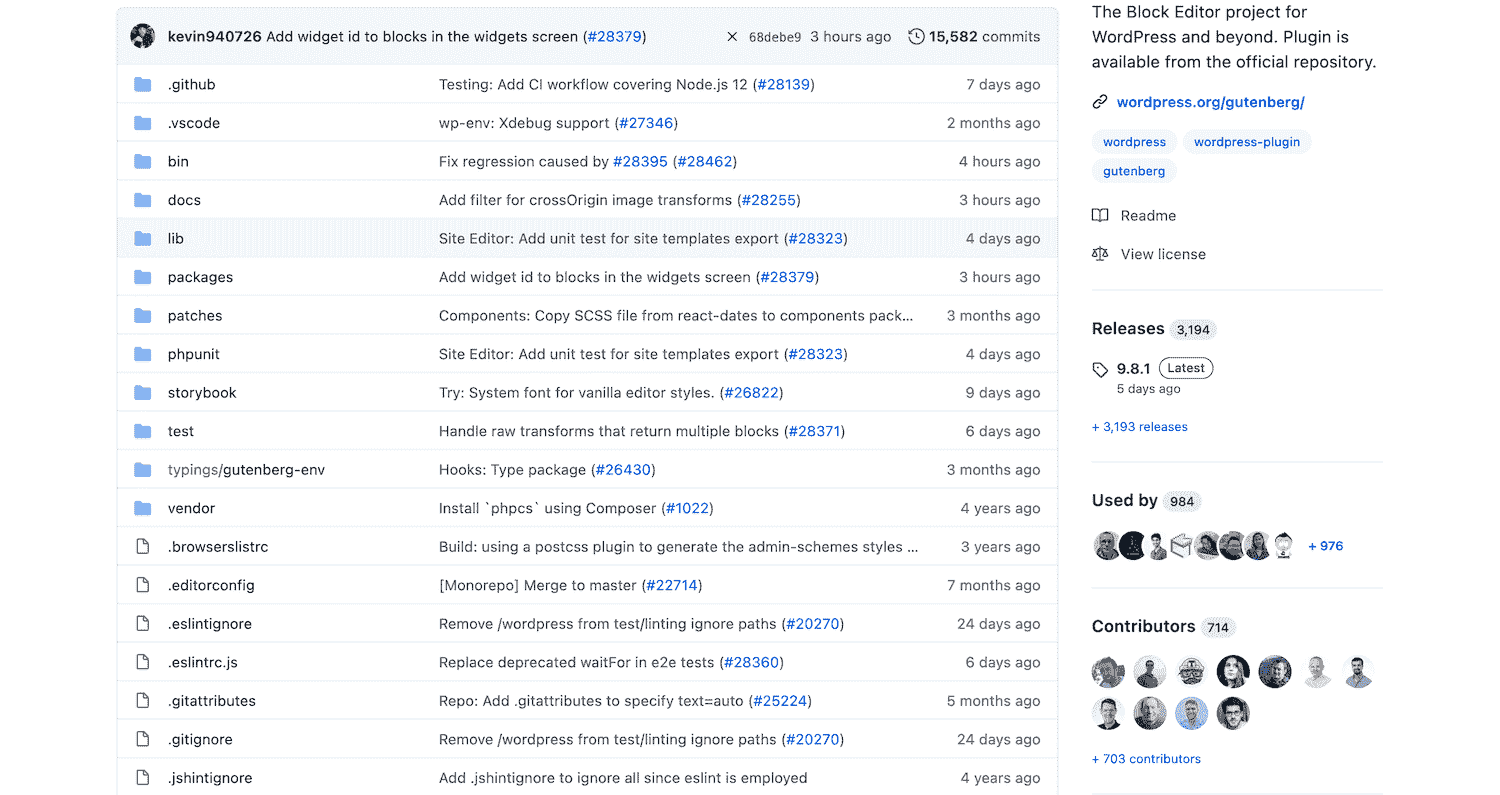 kevin940726 Add widget id to blocks in the widgets screen (#28379) 68debe9 3 hours ago 15,582 commits
.github Testing: Add CI workflow covering Node.js 12 (#28139) 7 days ago
.vscode wp-env: Xdebug support (#27346) 2 months ago
bin Fix regression caused by #28395 (#28462) 4 hours ago
docs Add filter for crossOrigin image transforms (#28255) 3 hours ago
lib Site Editor: Add unit test for site templates export (#28323) 4 days ago
packages Add widget id to blocks in the widgets screen (#28379) 3 hours ago
patches Components: Copy SCSS file from react-dates to components pack... 3 months ago
phpunit Site Editor: Add unit test for site templates export (#28323) 4 days ago
storybook Try: System font for vanilla editor styles. (#26822) 9 days ago
test Handle raw transforms that return multiple blocks (#28371) 6 days ago
typings/gutenberg-env Hooks: Type package (#26430) 3 months ago
vendor Install `phpcs` using Composer (#1022) 4 years ago
.browserslistrc Build: using a postcss plugin to generate the admin-schemes styles ... 3 years ago
.editorconfig [Monorepo] Merge to master (#22714) 7 months ago
.eslintignore Remove /wordpress from test/linting ignore paths (#20270) 24 days ago
.eslintrc.js Replace deprecated waitFor in e2e tests (#28360) 6 days ago
.gitattributes Repo: Add .gitattributes to specify text=auto (#25224) 5 months ago
.gitignore Remove /wordpress from test/linting ignore paths (#20270) 24 days ago
.jshintignore Add .jshintignore to ignore all since eslint is employed 4 years ago
The Block Editor project for
WordPress and beyond. Plugin is
available from the official repository.
wordpress.org/gutenberg/
wordpress wordpress-plugin
gutenberg
Readme
View license
Releases 3,194
9.8.1 Latest
5 days ago
+ 3,193 releases
Used by 984
+ 976
Contributors 714
+ 703 contributors